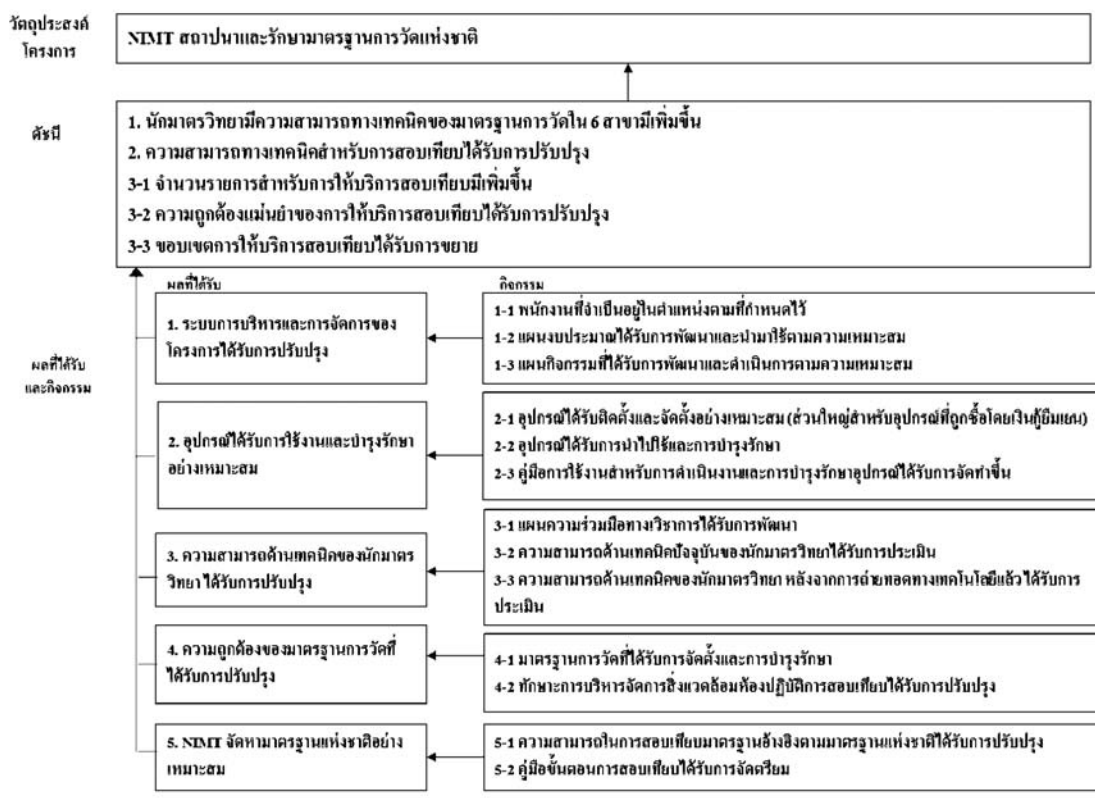 วัตถุประสงค์
โครงการ
NIMT สถาปนาและรักษามาตรฐานการวัดแห่งชาติ
ดัชนี
1. นักมาตรวิทยามีความสามารถทางเทคนิคของมาตรฐานการวัดใน 6 สาขามีเพิ่มขึ้น
2. ความสามารถทางเทคนิคสำหรับการสอบเทียบได้รับการปรับปรุง
3-1 จำนวนรายการสำหรับการให้บริการสอบเทียบมีเพิ่มขึ้น
3-2 ความถูกต้องแม่นยำของการให้บริการสอบเทียบได้รับการปรับปรุง
3-3 ขอบเขตการให้บริการสอบเทียบได้รับการขยาย
ผลที่ได้รับ
และกิจกรรม
ผลที่ได้รับ
กิจกรรม
1. ระบบการบริหารและการจัดการของ
โครงการได้รับการปรับปรุง
1-1 พนักงานที่จำเป็นอยู่ในตำแหน่งตามที่กำหนดไว้
1-2 แผนงบประมาณได้รับการพัฒนาและนำมาใช้ตามความเหมาะสม
1-3 แผนกิจกรรมที่ได้รับการพัฒนาและดำเนินการตามความเหมาะสม
2. อุปกรณ์ได้รับการใช้งานและบำรุงรักษา
อย่างเหมาะสม
2-1 อุปกรณ์ได้รับติดตั้งและจัดตั้งอย่างเหมาะสม (ส่วนใหญ่สำหรับอุปกรณ์ที่ถูกซื้อโดยเงินกู้ยืมเยน)
2-2 อุปกรณ์ได้รับการนำไปใช้และการบำรุงรักษา
2-3 คู่มือการใช้งานสำหรับการดำเนินงานและการบำรุงรักษาอุปกรณ์ได้รับการจัดทำขึ้น
3. ความสามารถด้านเทคนิคของนักมาตร
วิทยา ได้รับการปรับปรุง
3-1 แผนความร่วมมือทางวิชาการได้รับการพัฒนา
3-2 ความสามารถด้านเทคนิคปัจจุบันของนักมาตรวิทยาได้รับการประเมิน
3-3 ความสามารถด้านเทคนิคของนักมาตรวิทยา หลังจากการถ่ายทอดทางเทคโนโลยีแล้ว ได้รับการ
ประเมิน
4. ความถูกต้องของมาตรฐานการวัดที่
ได้รับการปรับปรุง
4-1 มาตรฐานการวัดที่ได้รับการจัดตั้งและการบำรุงรักษา
4-2 ทักษะการบริหารจัดการสิ่งแวดล้อมห้องปฏิบัติการสอบเทียบได้รับการปรับปรุง
5. NIMT จัดหามาตรฐานแห่งชาติอย่าง
เหมาะสม
5-1 ความสามารถในการสอบเทียบมาตรฐานอ้างอิงตามมาตรฐานแห่งชาติได้รับการปรับปรุง
5-2 คู่มือขั้นตอนการสอบเทียบได้รับการจัดเตรียม